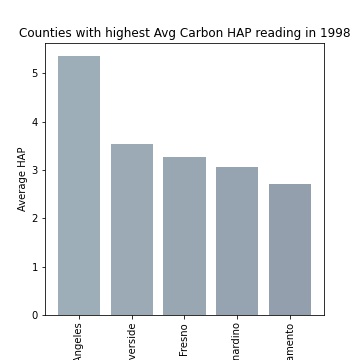 Counties with highest Avg Carbon HAP reading in 1998
Average HAP
5
4
3
2
1
0
Angeles
verside
Fresno
nardino
amento